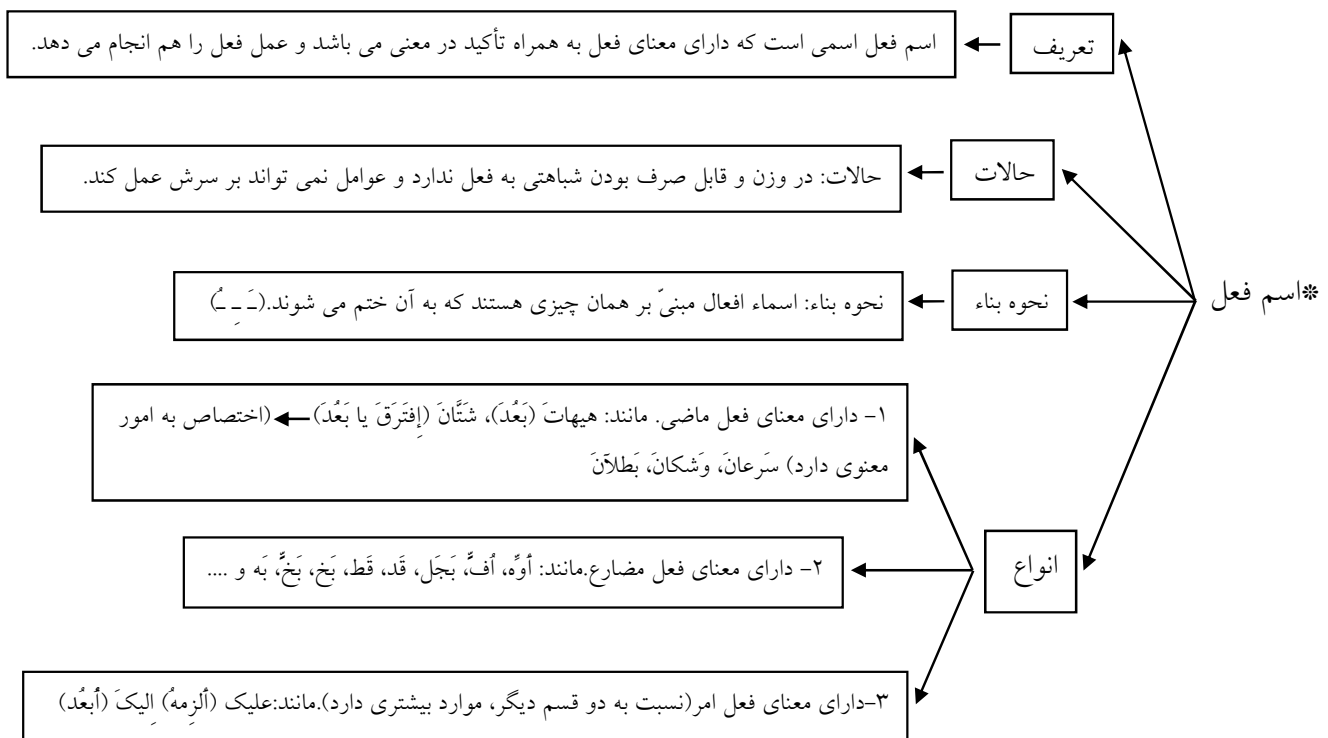 *اسم فعل
تعریف
اسم فعل اسمی است که دارای معنای فعل به همراه تأکید در معنی می باشد و عمل فعل را هم انجام می دهد.
حالات
حالات: در وزن و قابل صرف بودن شباهتی به فعل ندارد و عوامل نمی تواند بر سرش عمل کند.
نحوه بناء
نحوه بناء: اسماء افعال مبنیّ بر همان چیزی هستند که به آن ختم می شوند.(ـَ ـِ ـُ)
انواع
۱- دارای معنای فعل ماضی. مانند: هیهاتَ (بَعُدَ)، شَتَّانَ (إفتَرَقَ یا بَعُدَ) (اختصاص به امور
معنوی دارد) سَرعانَ، وَشکانَ، بَطلآنَ
۲- دارای معنای فعل مضارع.مانند: أوِّه، اُفٍّ، بَجَل، قَد، قَط، بَخ، بَخٍّ، بَه و ....
۳-دارای معنای فعل امر(نسبت به دو قسم دیگر، موارد بیشتری دارد).مانند:علیک (ألزِمهُ) إلیکَ (أبعُد)